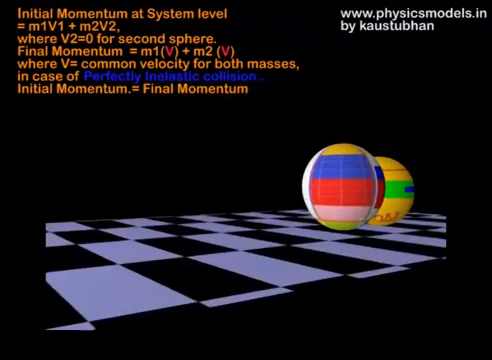 Initial Momentum at System level
= m1V1 + m2V2,
where V2=0 for second sphere.
Final Momentum = m1(V) + m2 (V)
where V= common velocity for both masses,
in case of Perfectly Inelastic collision..
Initial Momentum.= Final Momentum
www.physicsmodels.in
by kaustubhan